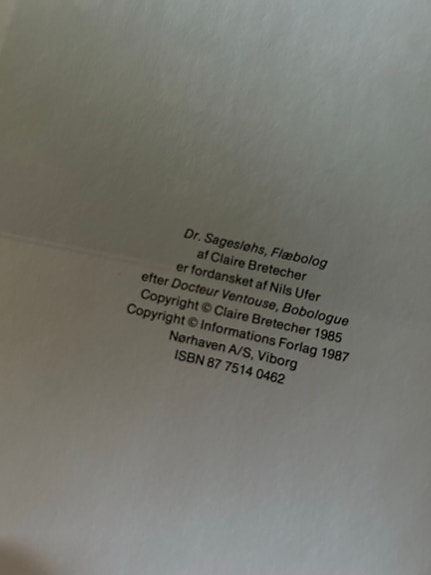 Dr. Sagesløhs, Flæbolog
af Claire Bretecher
er fordansket af Nils Ufer
efter Docteur Ventouse, Bobologue
Copyright © Claire Bretecher 1985
Copyright © Informations Forlag 1987
Nørhaven A/S, Viborg
ISBN 87 7514 0462